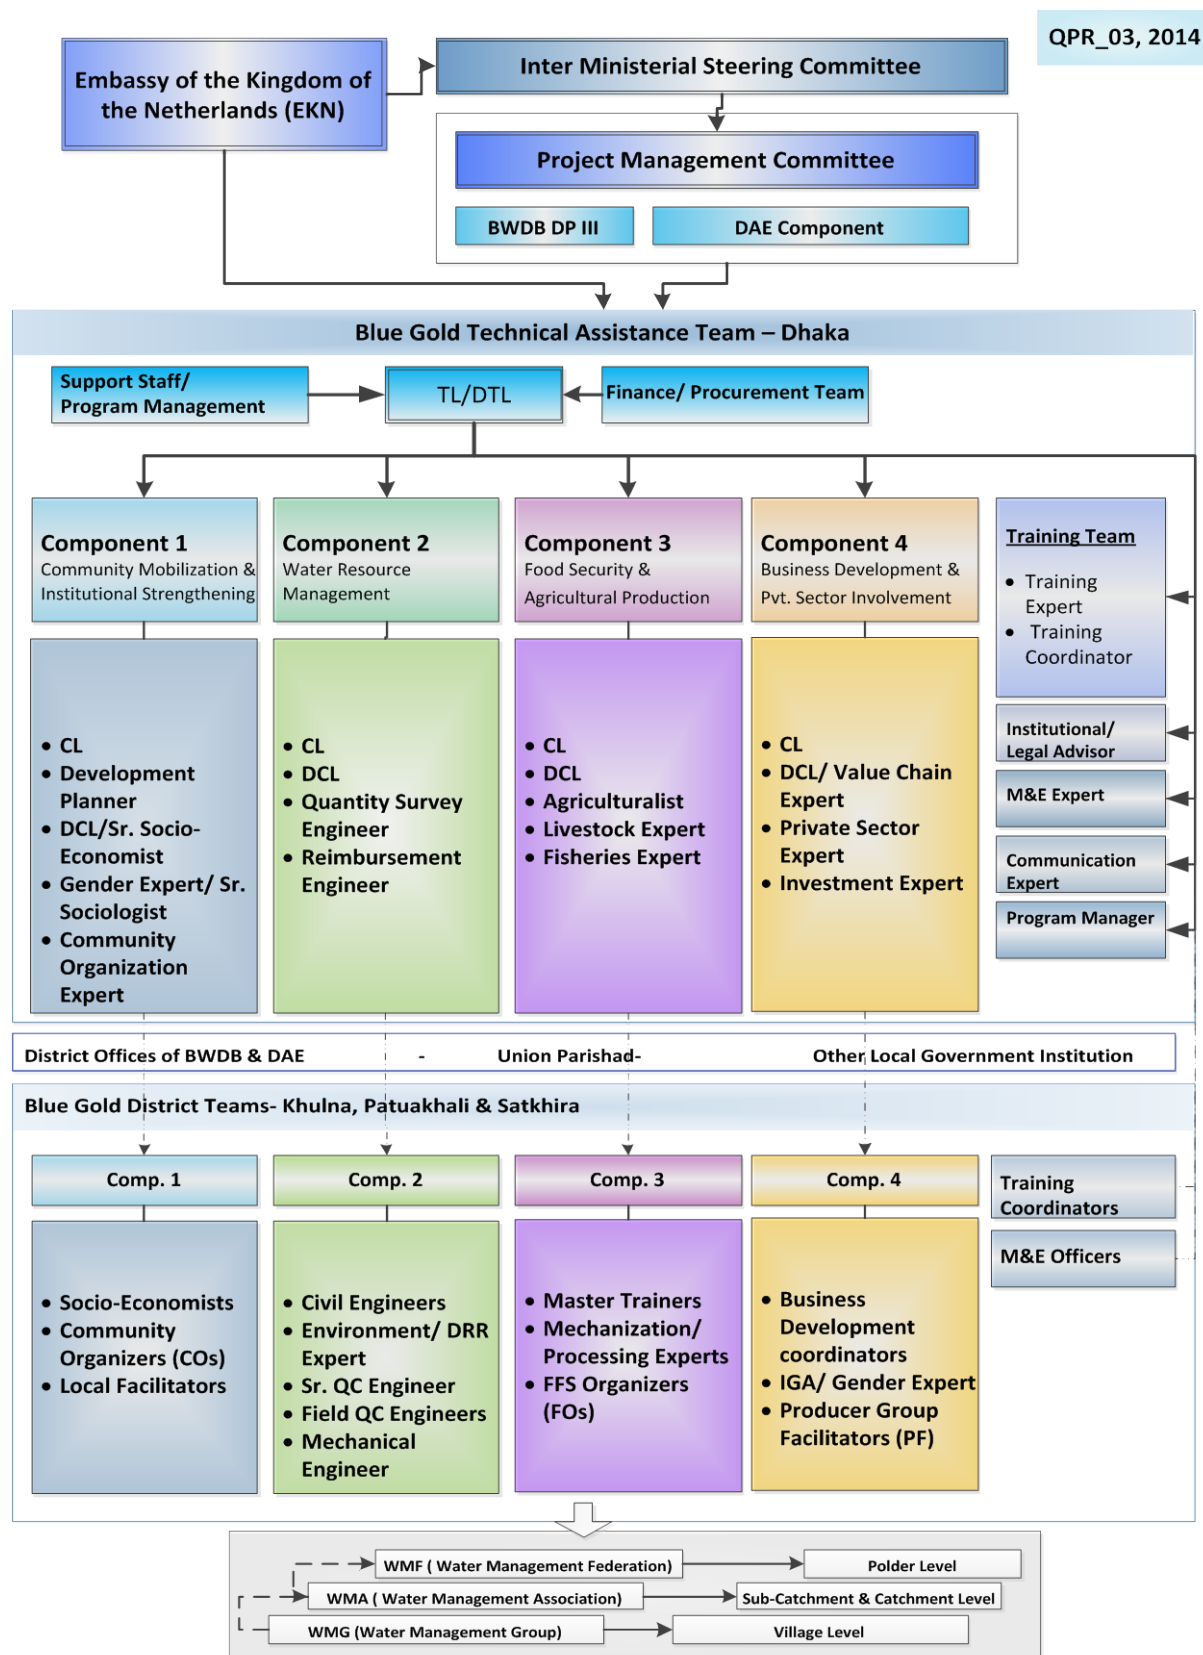 QPR_03, 2014
Embassy of the Kingdom of
the Netherlands (EKN)
Inter Ministerial Steering Committee
Project Management Committee
BWDB DP III
DAE Component
Blue Gold Technical Assistance Team – Dhaka
Support Staff/
Program Management
TL/DTL
Finance/ Procurement Team
Component 1
Community Mobilization &
Institutional Strengthening
Component 2
Water Resource
Management
Component 3
Food Security &
Agricultural Production
Component 4
Business Development &
Pvt. Sector Involvement
Training Team
• Training
Expert
• Training
Coordinator
• CL
• Development
Planner
• DCL/Sr. Socio-
Economist
• Gender Expert/ Sr.
Sociologist
• Community
Organization
Expert
• CL
• DCL
• Quantity Survey
Engineer
• Reimbursement
Engineer
• CL
• DCL
• Agriculturalist
• Livestock Expert
• Fisheries Expert
• CL
• DCL/ Value Chain
Expert
• Private Sector
Expert
• Investment Expert
Institutional/
Legal Advisor
M&E Expert
Communication
Expert
Program Manager
District Offices of BWDB & DAE - Union Parishad- Other Local Government Institution
Blue Gold District Teams- Khulna, Patuakhali & Satkhira
Comp. 1
Comp. 2
Comp. 3
Comp. 4
Training
Coordinators
M&E Officers
• Socio-Economists
• Community
Organizers (COs)
• Local Facilitators
• Civil Engineers
• Environment/ DRR
Expert
• Sr. QC Engineer
• Field QC Engineers
• Mechanical
Engineer
• Master Trainers
• Mechanization/
Processing Experts
• FFS Organizers
(FOs)
• Business
Development
coordinators
• IGA/ Gender Expert
• Producer Group
Facilitators (PF)
WMF ( Water Management Federation)
Polder Level
WMA ( Water Management Association)
Sub-Catchment & Catchment Level
WMG (Water Management Group)
Village Level